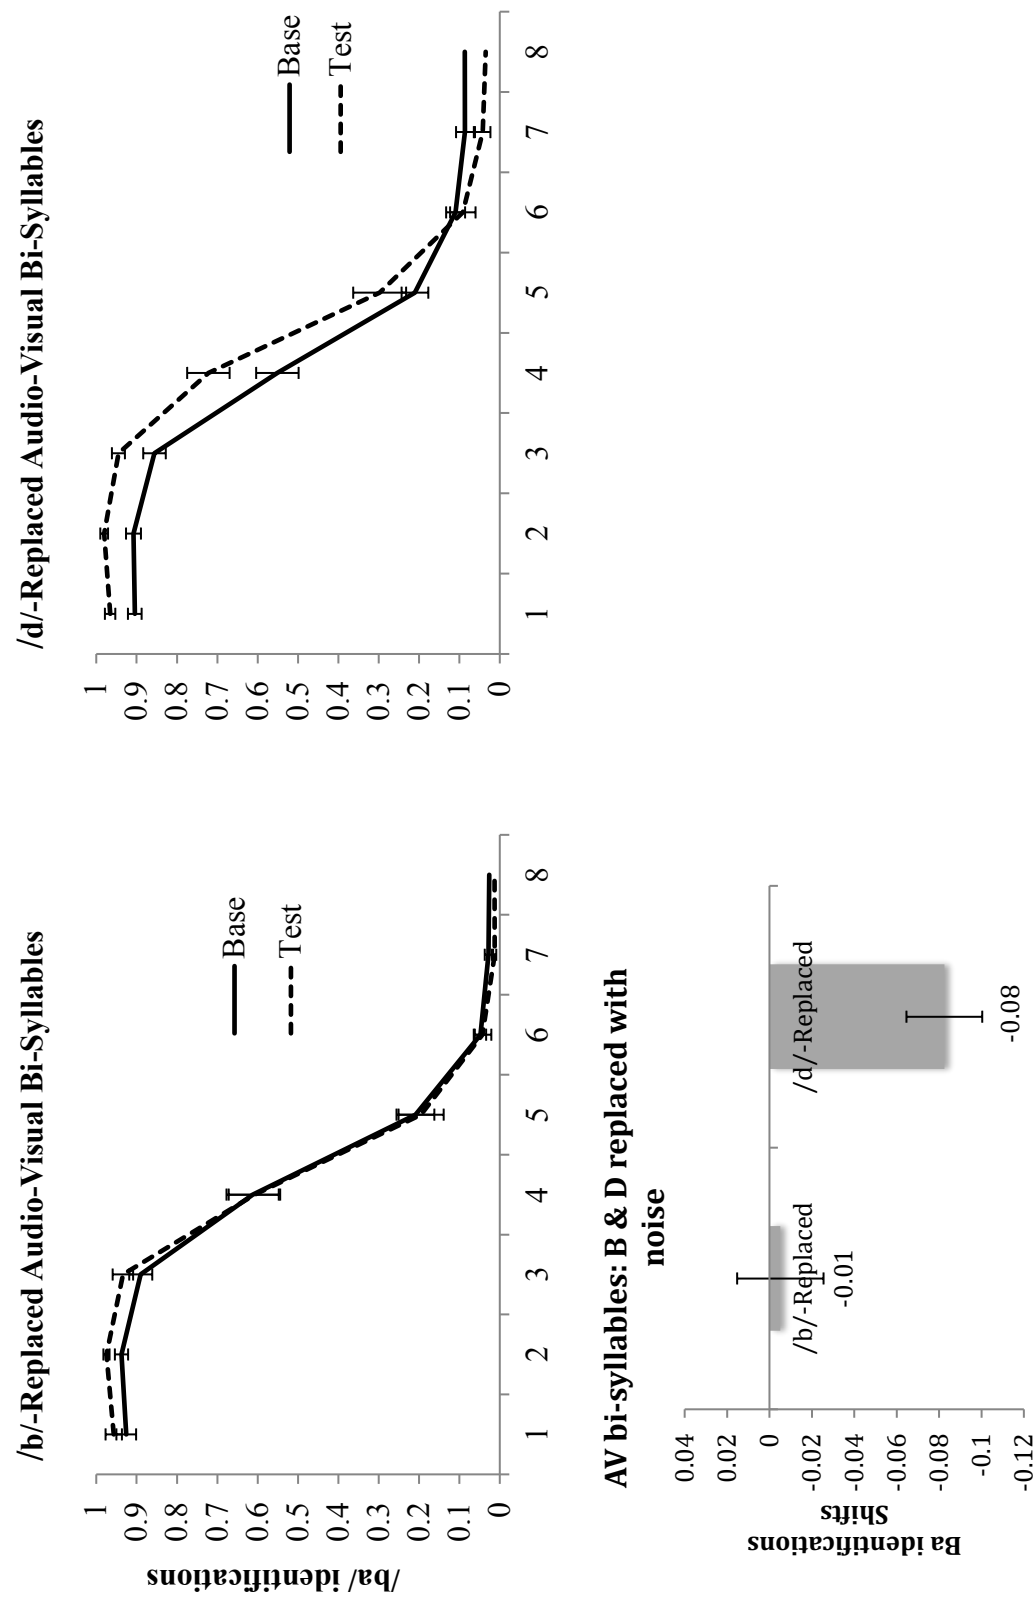 /b/-Replaced Audio-Visual Bi-Syllables
/ba/ identifications
1
0.9
0.8
0.7
0.6
0.5
0.4
0.3
0.2
0.1
0
Base
Test
1 2 3 4 5 6 7 8
/d/-Replaced Audio-Visual Bi-Syllables
1
0.9
0.8
0.7
0.6
0.5
0.4
0.3
0.2
0.1
0
Base
Test
1 2 3 4 5 6 7 8
AV bi-syllables: B & D replaced with
noise
Ba identifications
Shifts
0.04
0.02
0
-0.02
-0.04
-0.06
-0.08
-0.1
-0.12
/b/-Replaced /d/-Replaced
-0.01
-0.08